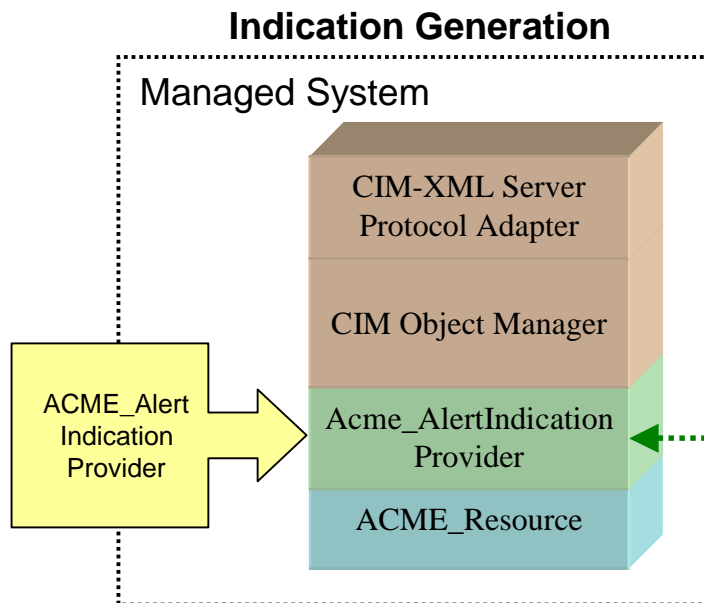 Indication Generation
Managed System
CIM-XML Server
Protocol Adapter
CIM Object Manager
ACME_Alert
Indication
Provider
Acme_AlertIndication
Provider
ACME_Resource